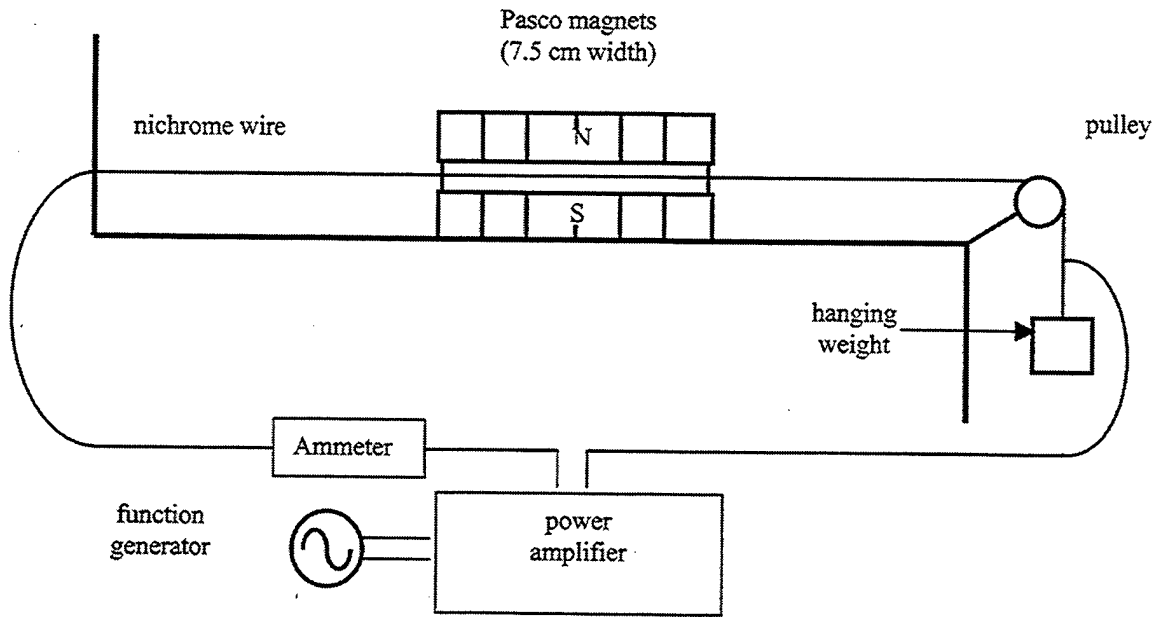 Pasco magnets
(7.5 cm width)
nichrome wire
pulley
N
S
hanging
weight
Ammeter
function
generator
power
amplifier